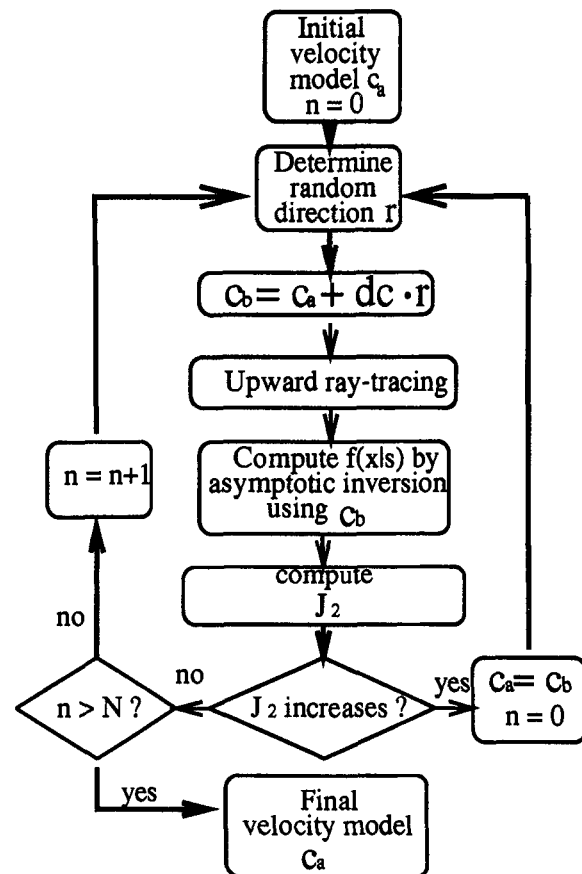 Initial
velocity
model c_a
n = 0
Determine
random
direction r
c_b = c_a + dc · r
Upward ray-tracing
n = n+1
Compute f(x|s) by
asymptotic inversion
using c_b
compute
J_2
no
no
yes
n > N ?
J_2 increases ?
c_a = c_b
n = 0
yes
Final
velocity model
c_a